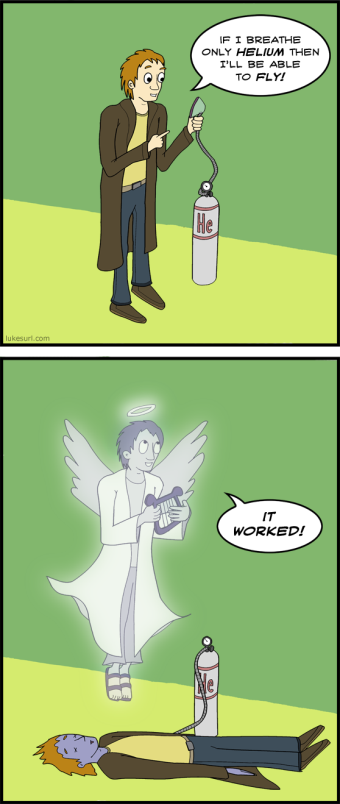 IF I BREATHE
ONLY HELIUM THEN
I'LL BE ABLE
TO FLY!
He
lukesurl.com
IT
WORKED!
He